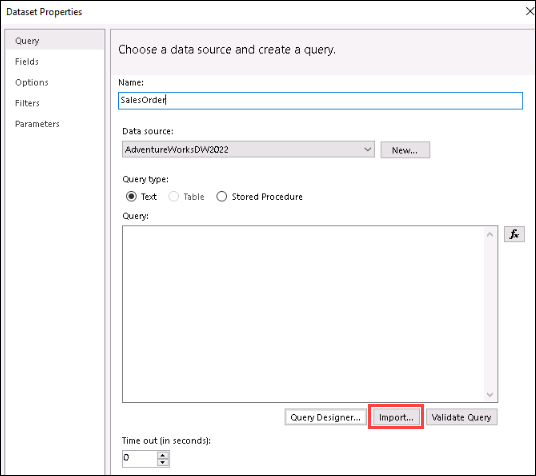 Dataset Properties
Query
Fields
Options
Filters
Parameters
Choose a data source and create a query.
Name:
SalesOrder
Data source:
AdventureWorksDW2022
New...
Query type:
Text
Table
Stored Procedure
Query:
fx
Query Designer...
Import...
Validate Query
Time out (in seconds):
0